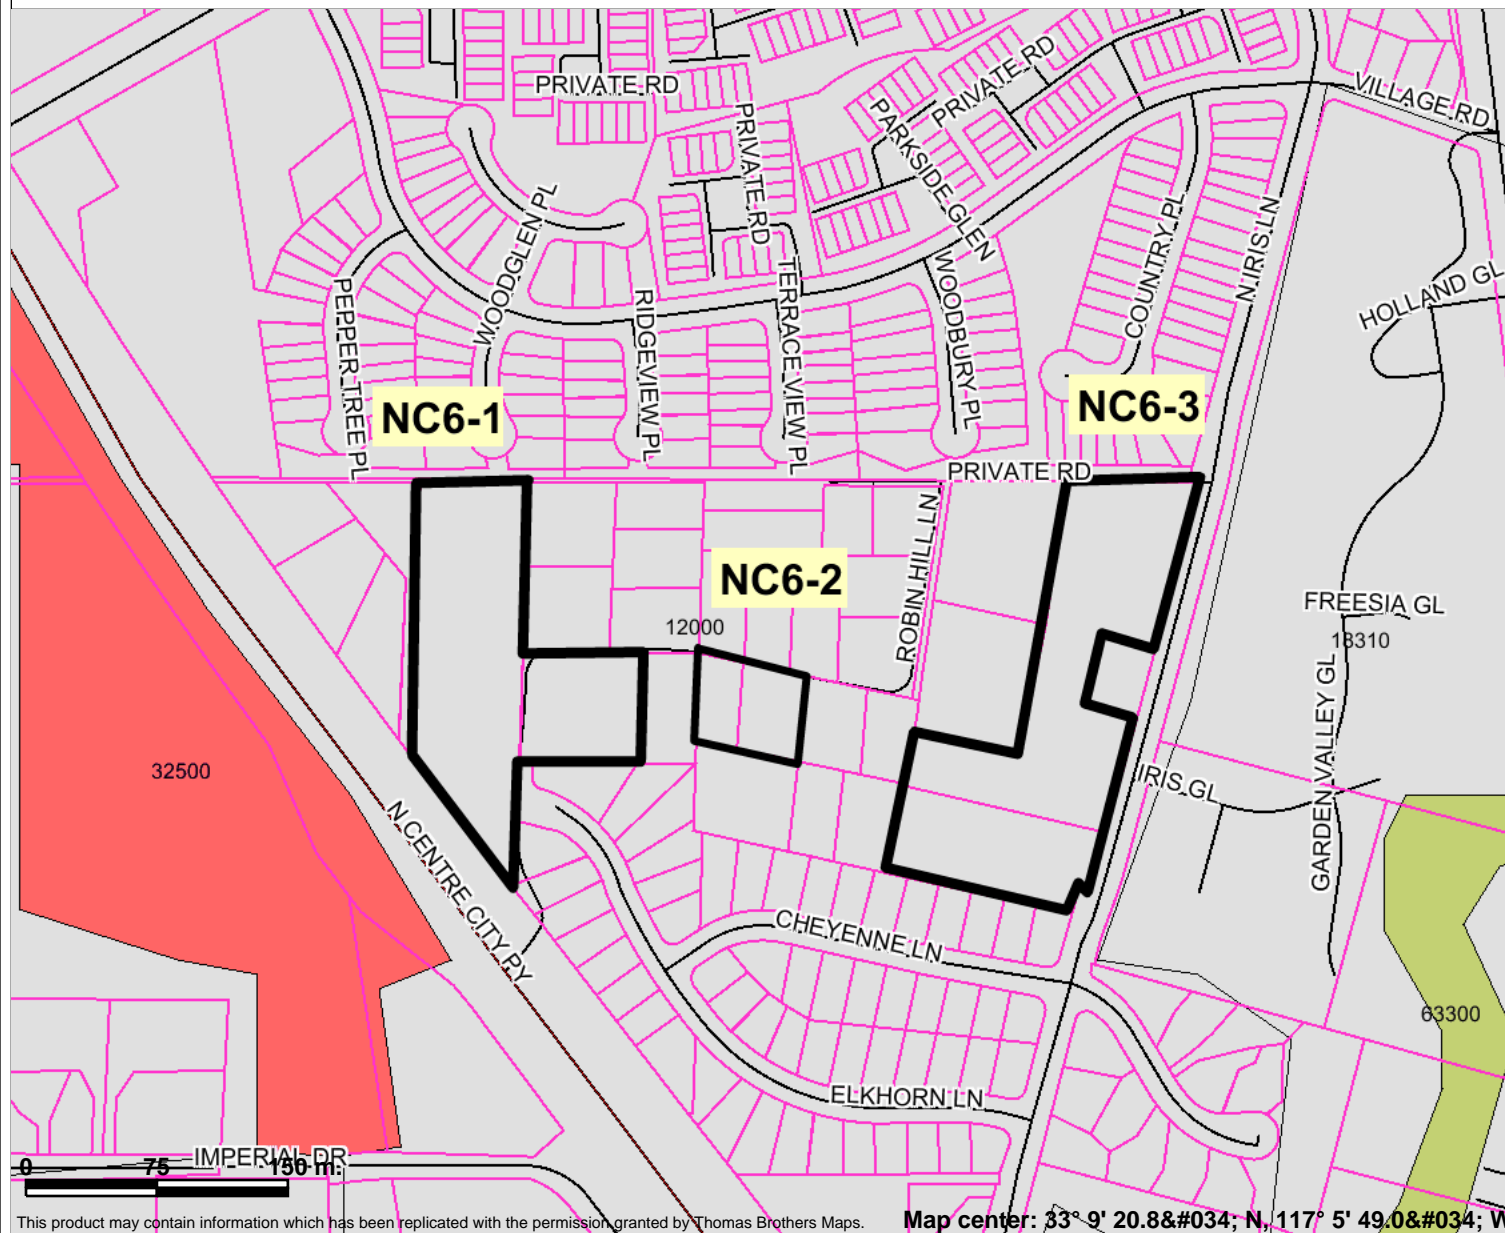 PRIVATE RD
PRIVATE RD
VILLAGE RD
PRIVATE RD
PARKSIDE GLEN
WOODGLEN PL
COUNTRY PL
N IRIS LN
HOLLAND GL
PEPPER TREE PL
RIDGEVIEW PL
TERRACE VIEW PL
WOODBURY PL
NC6-1
NC6-3
PRIVATE RD
NC6-2
ROBIN HILL LN
12000
FREESIA GL
18310
GARDEN VALLEY GL
32500
IRIS GL
N CENTRE CITY PY
CHEYENNE LN
63300
ELKHORN LN
IMPERIAL DR
0 75 150 m.
This product may contain information which has been replicated with the permission granted by Thomas Brothers Maps.
Map center: 33° 9' 20.8&#034; N, 117° 5' 49.0&#034; W